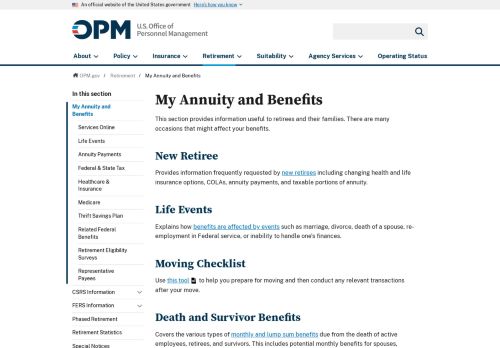 An official website of the United States government Here's how you know
OPM U.S. Office of
Personnel Management
About Policy Insurance Retirement Suitability Agency Services Operating Status
OPM.gov / Retirement / My Annuity and Benefits
In this section
My Annuity and
Benefits
Services Online
Life Events
Annuity Payments
Federal & State Tax
Healthcare &
Insurance
Medicare
Thrift Savings Plan
Related Federal
Benefits
Retirement Eligibility
Surveys
Representative
Payees
CSRS Information
FERS Information
Phased Retirement
Retirement Statistics
Special Notices
My Annuity and Benefits
This section provides information useful to retirees and their families. There are many
occasions that might affect your benefits.
New Retiree
Provides information frequently requested by new retirees including changing health and life
insurance options, COLAs, annuity payments, and taxable portions of annuity.
Life Events
Explains how benefits are affected by events such as marriage, divorce, death of a spouse, re-
employment in Federal service, or inability to handle one's finances.
Moving Checklist
Use this tool to help you prepare for moving and then conduct any relevant transactions
after your move.
Death and Survivor Benefits
Covers the various types of monthly and lump sum benefits due from the death of active
employees, retirees, and survivors. This includes potential monthly benefits for spouses,